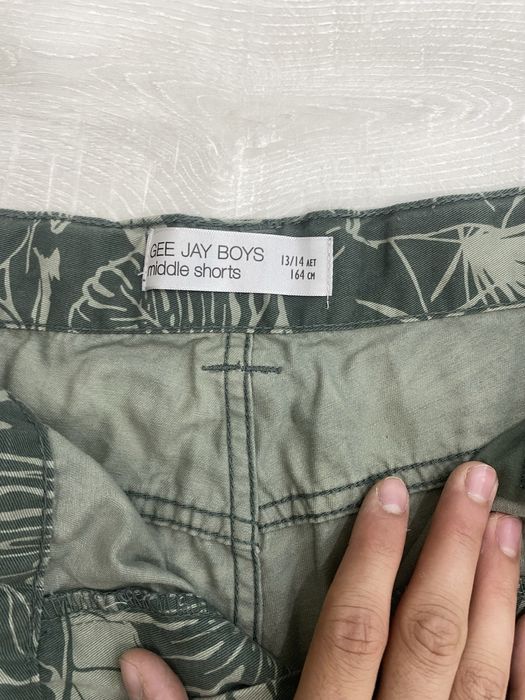 GEE JAY BOYS
middle shorts
13/14 ЛЕТ
164 СМ